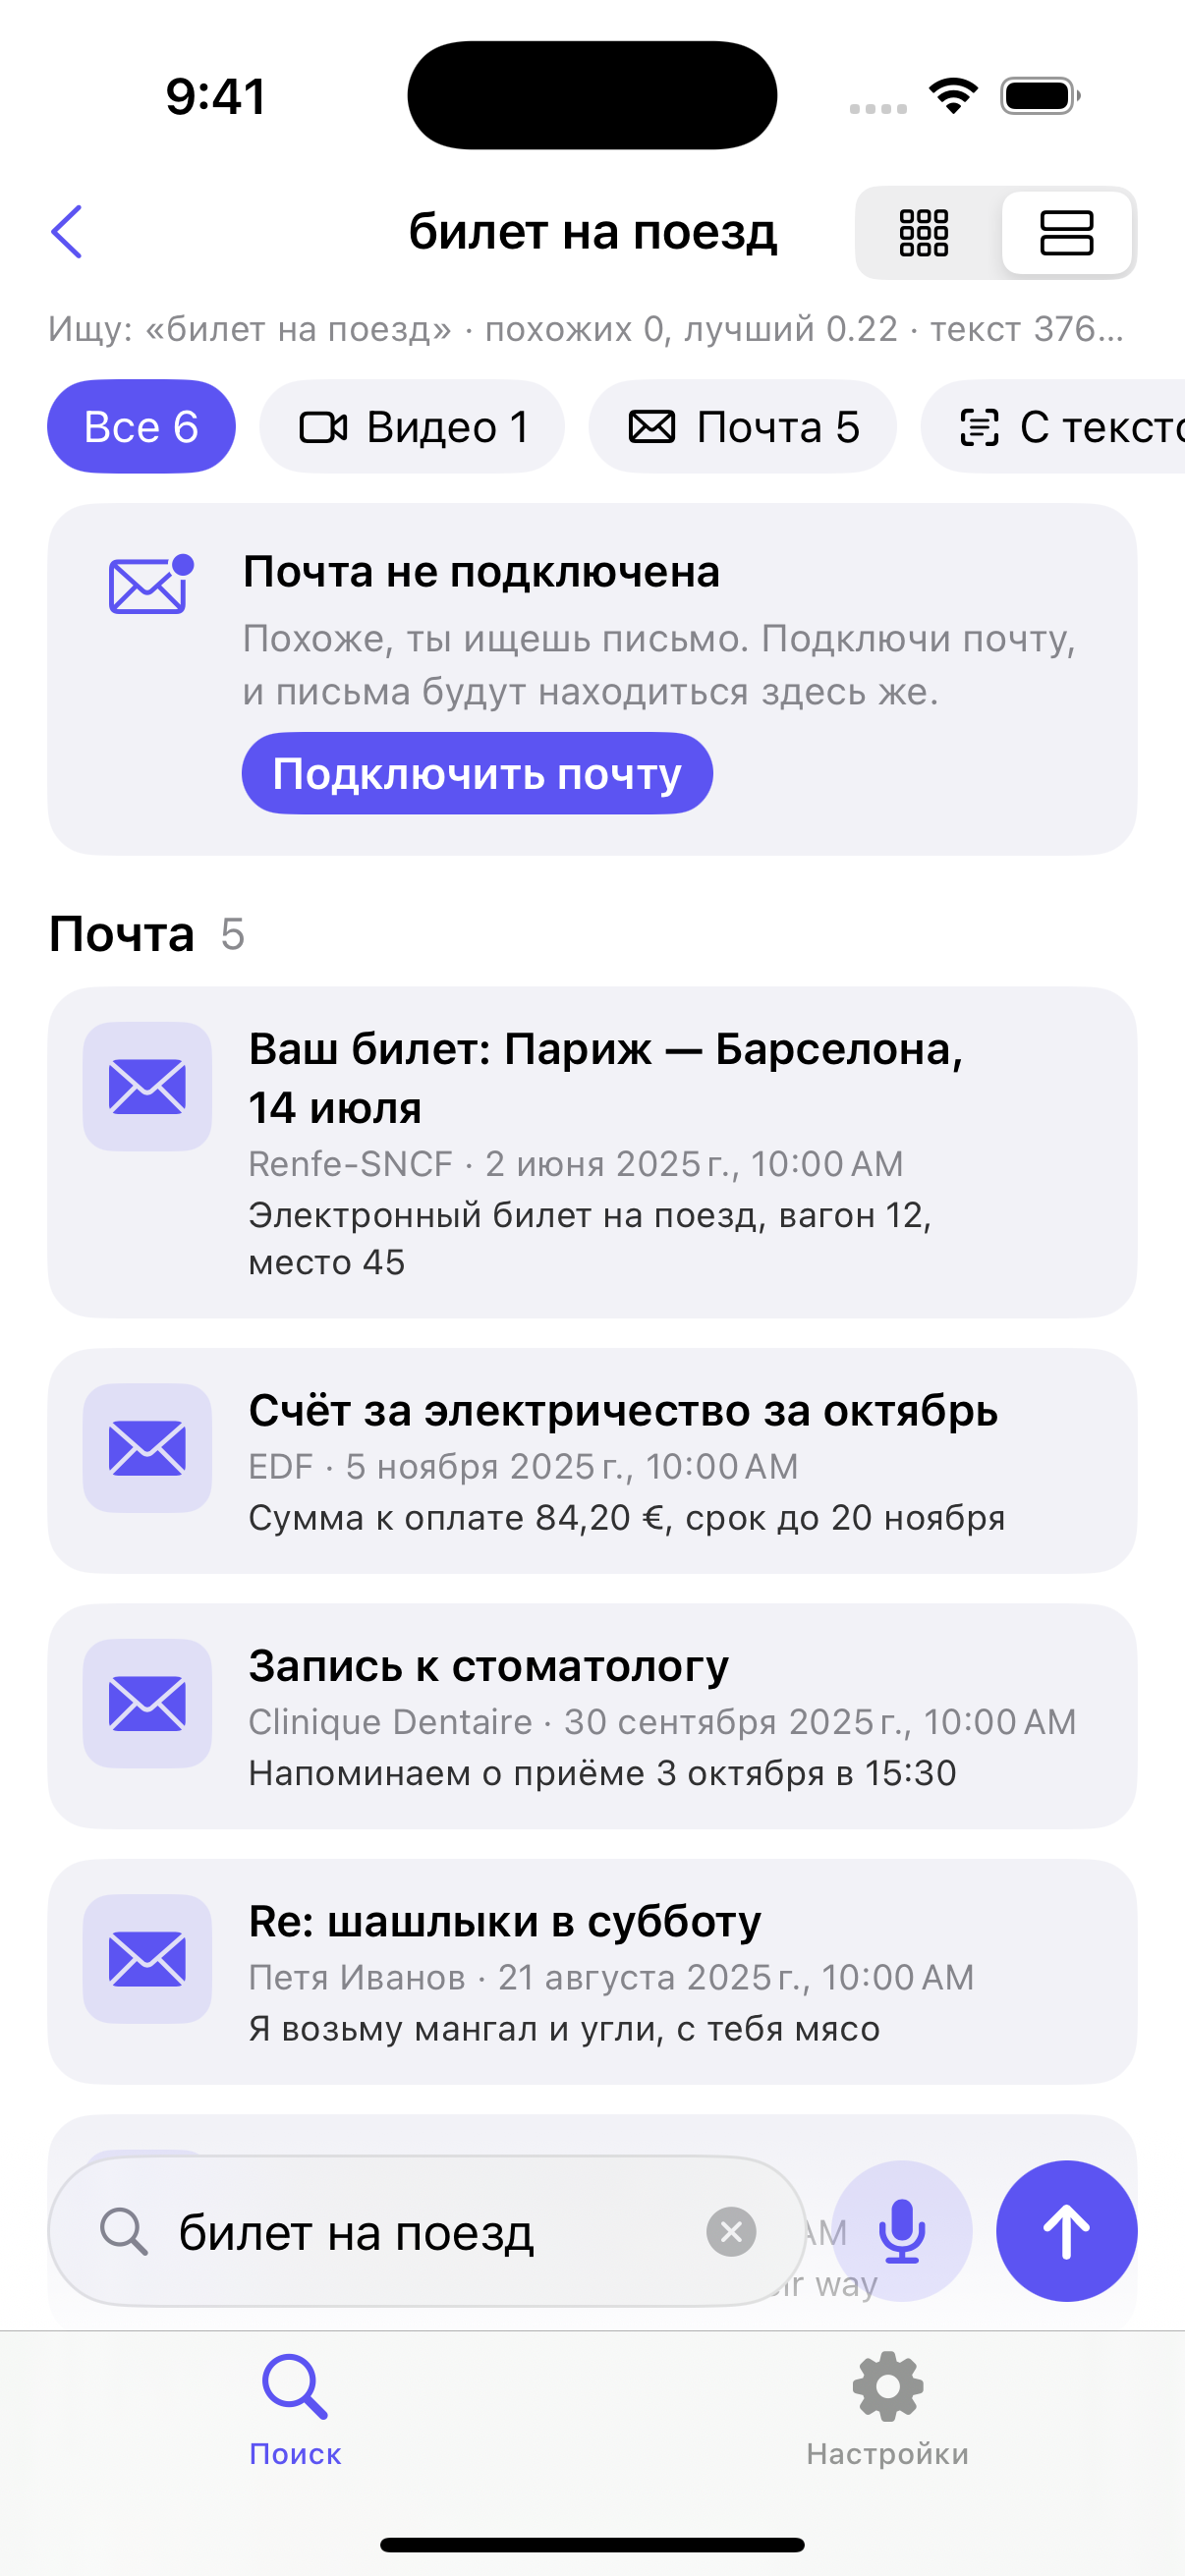 9:41
билет на поезд
Ищу: «билет на поезд» · похожих 0, лучший 0.22 · текст 376...
Все 6
Видео 1
Почта 5
С тексто
Почта не подключена
Похоже, ты ищешь письмо. Подключи почту,
и письма будут находиться здесь же.
Подключить почту
Почта 5
Ваш билет: Париж — Барселона,
14 июля
Renfe-SNCF · 2 июня 2025 г., 10:00 AM
Электронный билет на поезд, вагон 12,
место 45
Счёт за электричество за октябрь
EDF · 5 ноября 2025 г., 10:00 AM
Сумма к оплате 84,20 €, срок до 20 ноября
Запись к стоматологу
Clinique Dentaire · 30 сентября 2025 г., 10:00 AM
Напоминаем о приёме 3 октября в 15:30
Re: шашлыки в субботу
Петя Иванов · 21 августа 2025 г., 10:00 AM
Я возьму мангал и угли, с тебя мясо
AM
way
билет на поезд
Поиск
Настройки